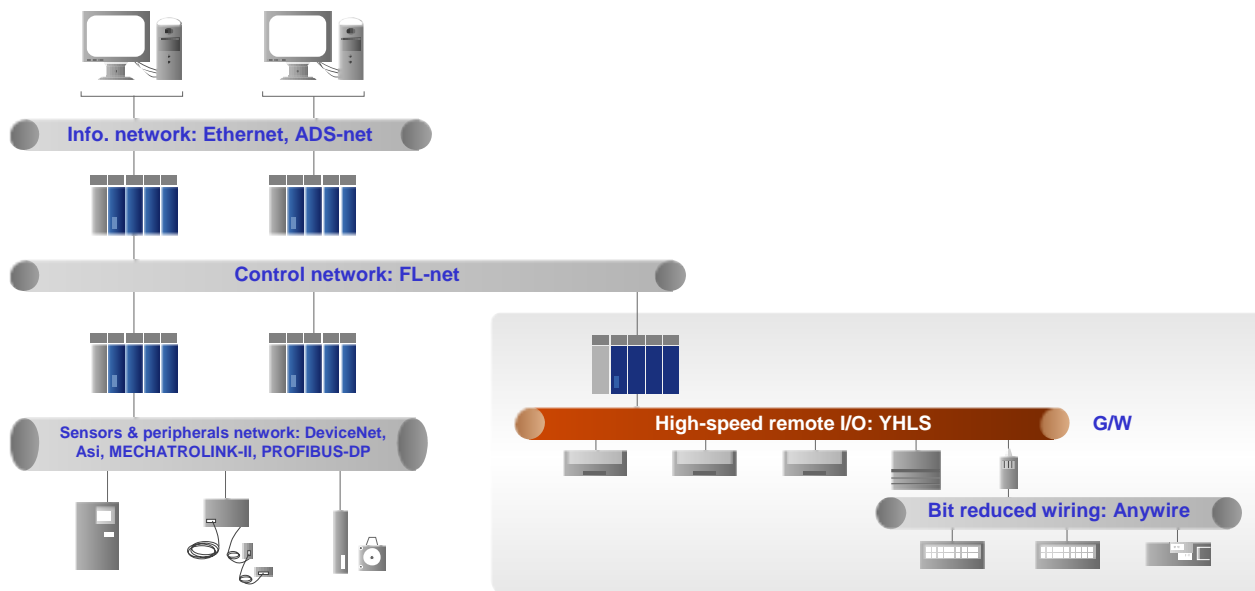 Info. network: Ethernet, ADS-net
Control network: FL-net
Sensors & peripherals network: DeviceNet,
Asi, MECHATROLINK-II, PROFIBUS-DP
High-speed remote I/O: YHLS
G/W
Bit reduced wiring: Anywire